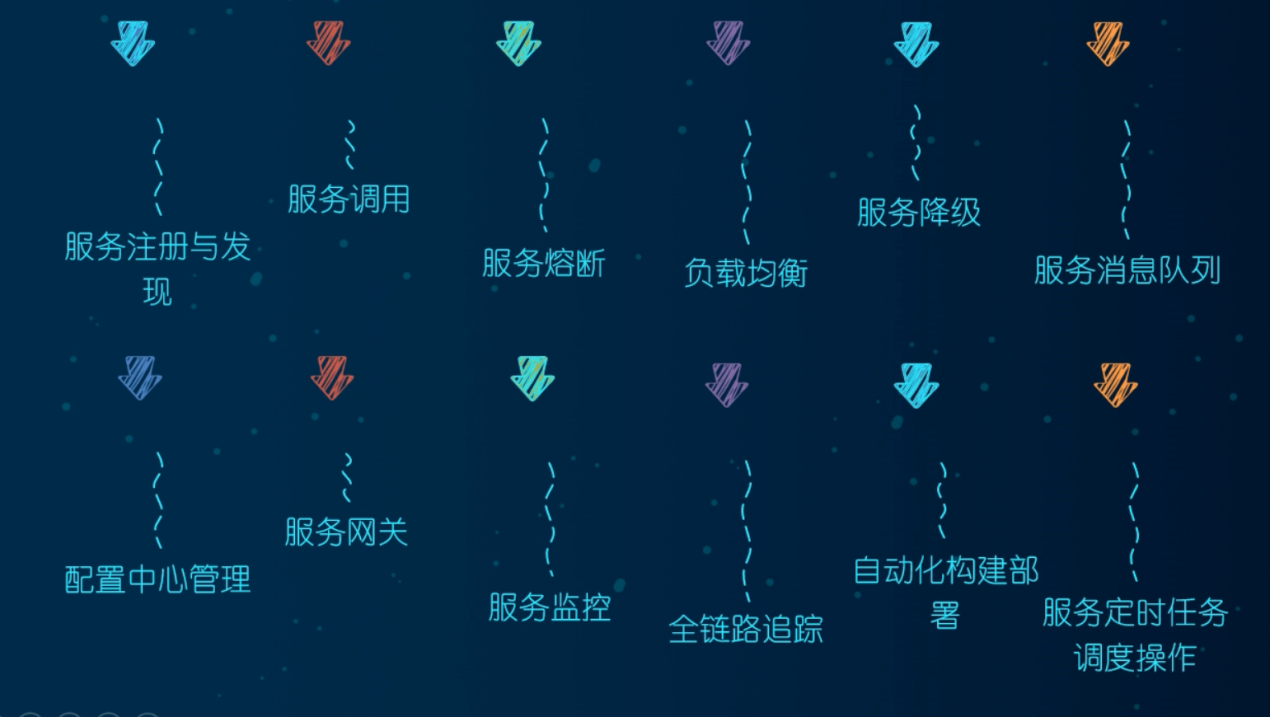 服务注册与发
现
服务调用
服务熔断
负载均衡
服务降级
服务消息队列
配置中心管理
服务网关
服务监控
全链路追踪
自动化构建部
署
服务定时任务
调度操作